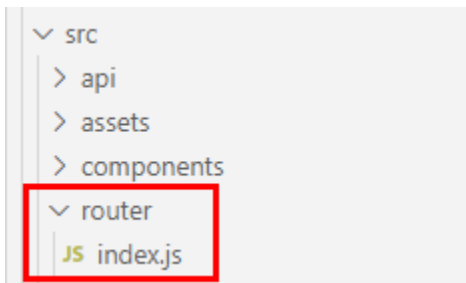 src
api
assets
components
router
JS index.js